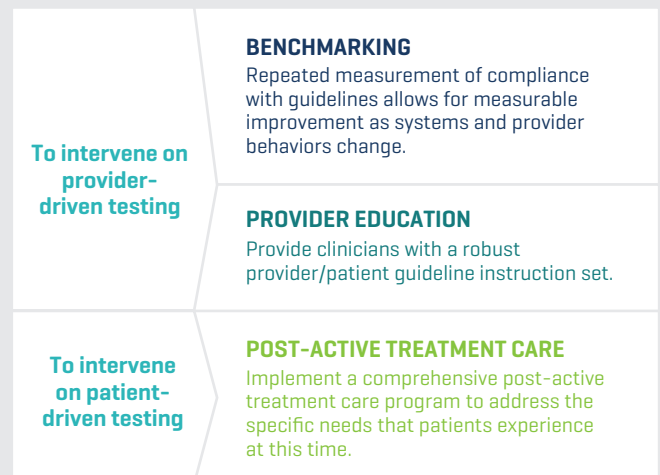 To intervene on
provider-
driven testing
BENCHMARKING
Repeated measurement of compliance
with guidelines allows for measurable
improvement as systems and provider
behaviors change.
PROVIDER EDUCATION
Provide clinicians with a robust
provider/patient guideline instruction set.
To intervene
on patient-
driven testing
POST-ACTIVE TREATMENT CARE
Implement a comprehensive post-active
treatment care program to address the
specific needs that patients experience
at this time.